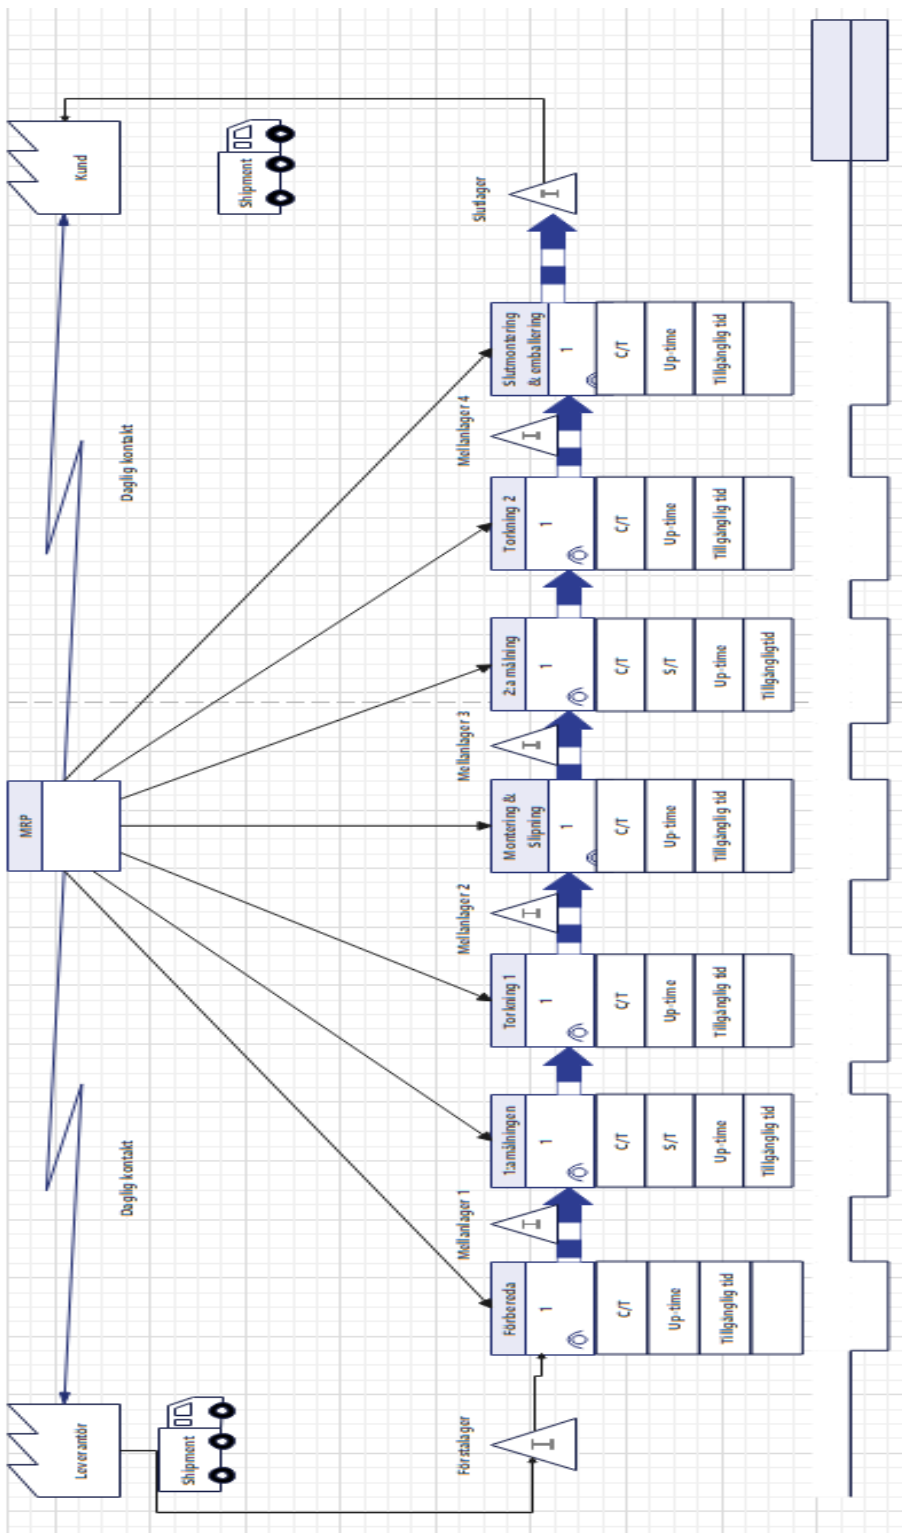 Leverantör
MRP
Kund
Daglig kontakt
Daglig kontakt
Shipment
Shipment
Förstalager
Mellanlager 1
Mellanlager 2
Mellanlager 3
Mellanlager 4
Slutlager
I
I
I
I
I
I
Förbereda
1
C/T
Up-time
Tillgänglig tid
1:a målningen
1
C/T
S/T
Up-time
Tillgänglig tid
Torkning 1
1
C/T
Up-time
Tillgänglig tid
Montering &
Slipning
1
C/T
Up-time
Tillgänglig tid
2:a målning
1
C/T
S/T
Up-time
Tillgänglig tid
Torkning 2
1
C/T
Up-time
Tillgänglig tid
Slutmontering
& emballering
1
C/T
Up-time
Tillgänglig tid